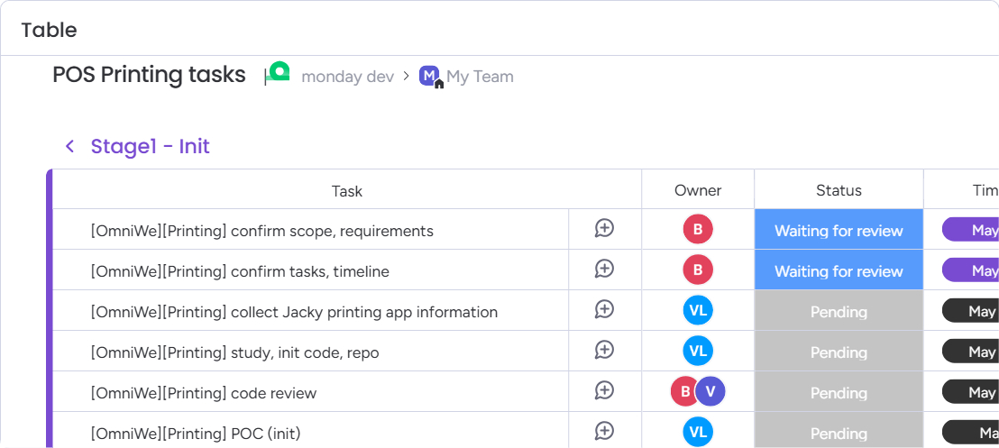 Table
POS Printing tasks monday dev > M My Team
< Stage1 - Init
Task Owner Status Tim
[OmniWe][Printing] confirm scope, requirements B Waiting for review May
[OmniWe][Printing] confirm tasks, timeline B Waiting for review May
[OmniWe][Printing] collect Jacky printing app information VL Pending May
[OmniWe][Printing] study, init code, repo VL Pending May
[OmniWe][Printing] code review B V Pending May
[OmniWe][Printing] POC (init) VL Pending Ma